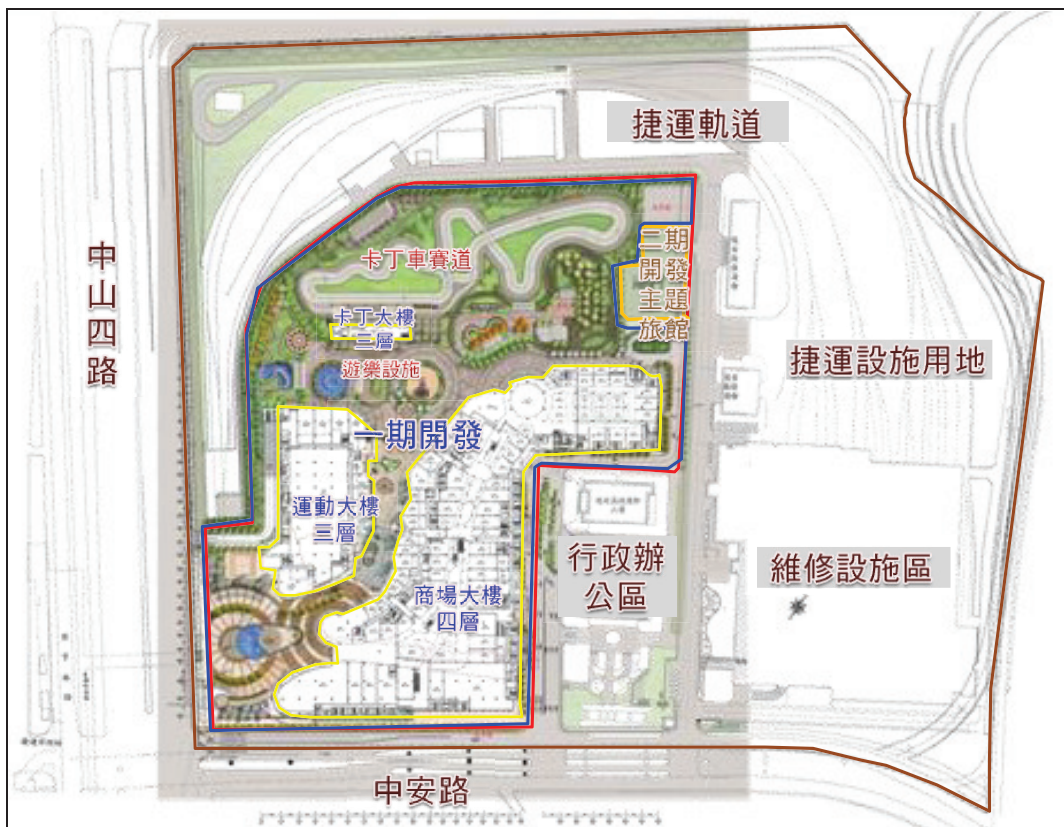 捷運軌道
中山四路
二期
開發
主題
旅館
卡丁車賽道
卡丁大樓
三層
遊樂設施
捷運設施用地
一期開發
運動大樓
三層
行政辦
公區
維修設施區
商場大樓
四層
中安路